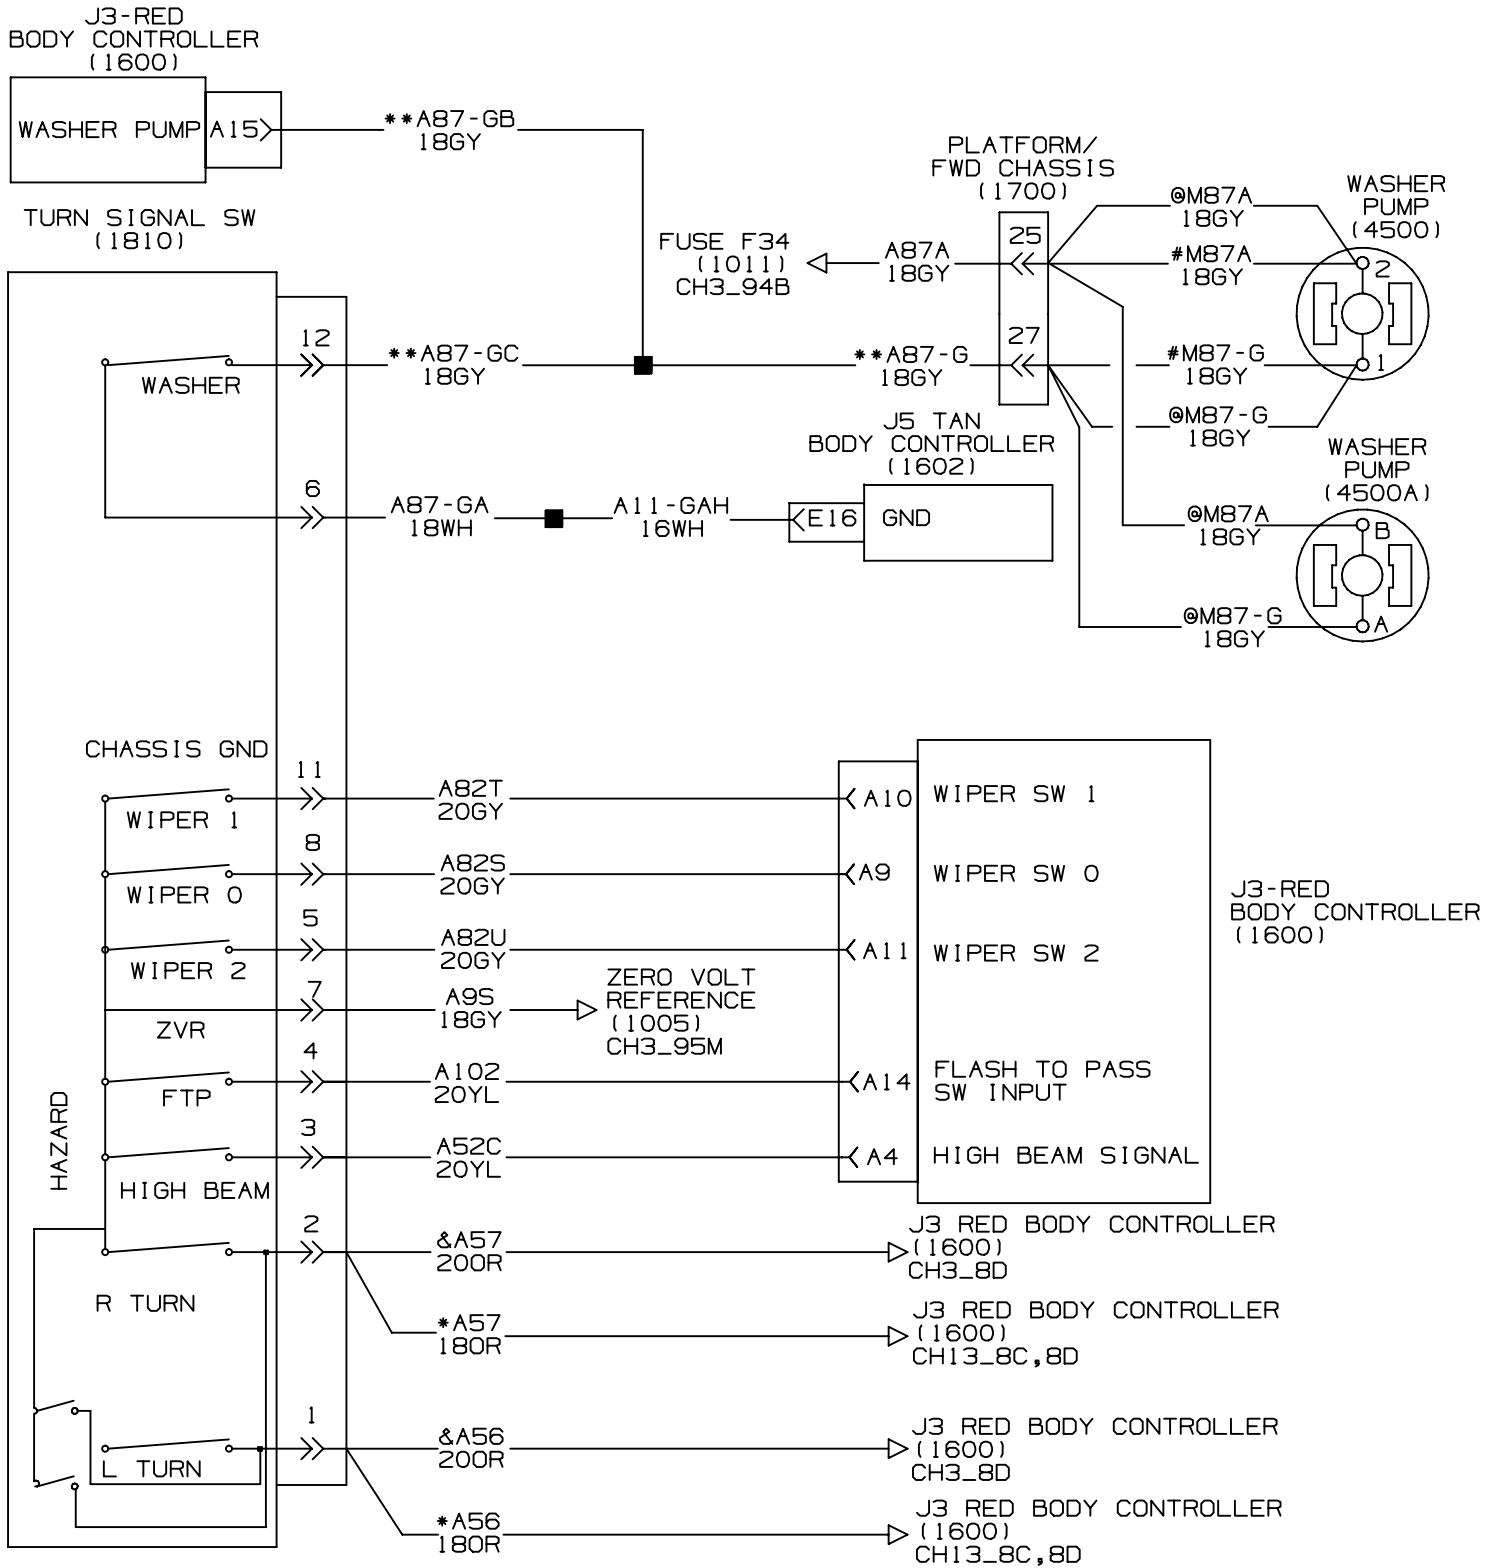 J3-RED
BODY CONTROLLER
(1600)
WASHER PUMP
A15
**A87-GB
18GY
TURN SIGNAL SW
(1810)
PLATFORM/
FWD CHASSIS
(1700)
FUSE F34
(1011)
CH3_94B
A87A
18GY
25
@M87A
18GY
#M87A
18GY
WASHER
PUMP
(4500)
2
WASHER
12
**A87-GC
18GY
**A87-G
18GY
27
#M87-G
18GY
1
@M87-G
18GY
6
A87-GA
18WH
A11-GAH
16WH
J5 TAN
BODY CONTROLLER
(1602)
E16
GND
WASHER
PUMP
(4500A)
@M87A
18GY
B
@M87-G
18GY
A
CHASSIS GND
WIPER 1
11
A82T
20GY
A10
WIPER SW 1
WIPER 0
8
A82S
20GY
A9
WIPER SW 0
J3-RED
BODY CONTROLLER
(1600)
WIPER 2
5
A82U
20GY
A11
WIPER SW 2
ZVR
7
A9S
18GY
ZERO VOLT
REFERENCE
(1005)
CH3_95M
FTP
4
A102
20YL
A14
FLASH TO PASS
SW INPUT
HAZARD
HIGH BEAM
3
A52C
20YL
A4
HIGH BEAM SIGNAL
R TURN
2
&A57
20OR
J3 RED BODY CONTROLLER
(1600)
CH3_8D
*A57
18OR
J3 RED BODY CONTROLLER
(1600)
CH13_8C,8D
L TURN
1
&A56
20OR
J3 RED BODY CONTROLLER
(1600)
CH3_8D
*A56
18OR
J3 RED BODY CONTROLLER
(1600)
CH13_8C,8D